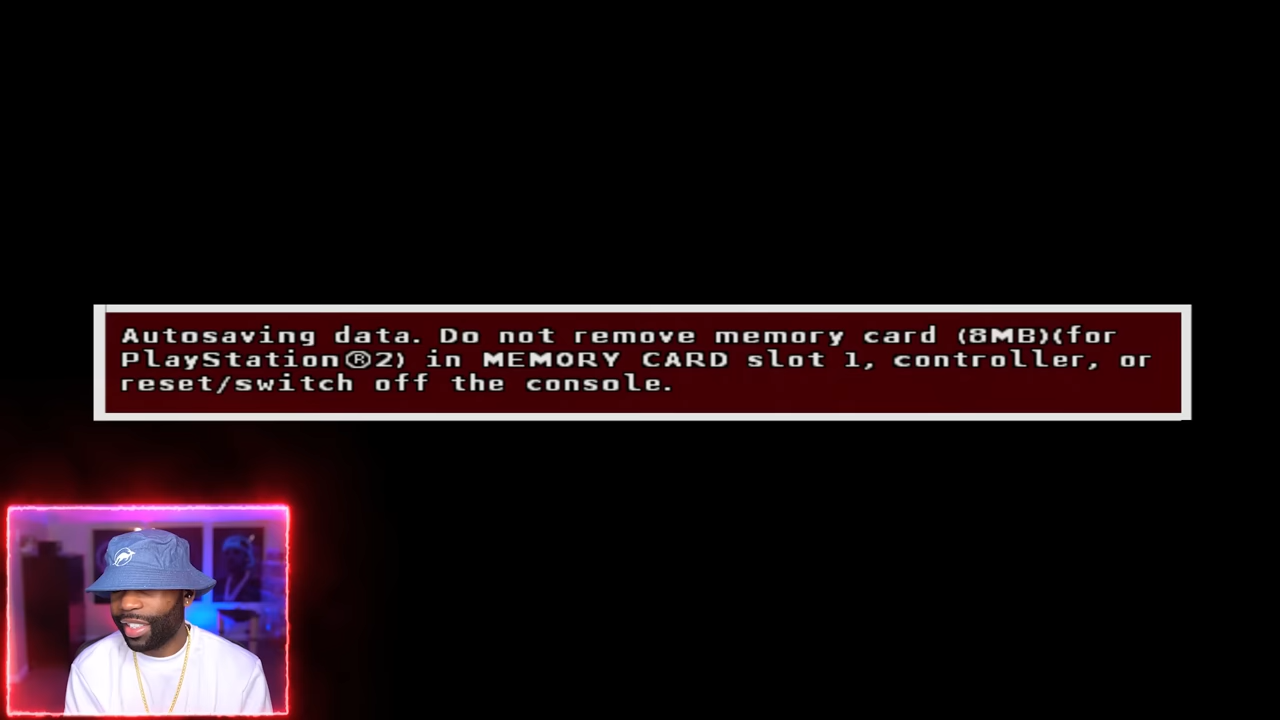 Autosaving data. Do not remove memory card (8MB)(for
PlayStation®2) in MEMORY CARD slot 1, controller, or
reset/switch off the console.